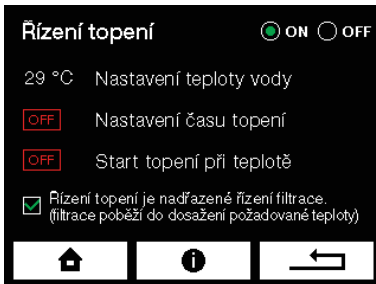 Řízení topení ON OFF
29 °C Nastavení teploty vody
OFF Nastavení času topení
OFF Start topení při teplotě
Řízení topení je nadřazené řízení filtrace.
(filtrace poběží do dosažení požadované teploty)